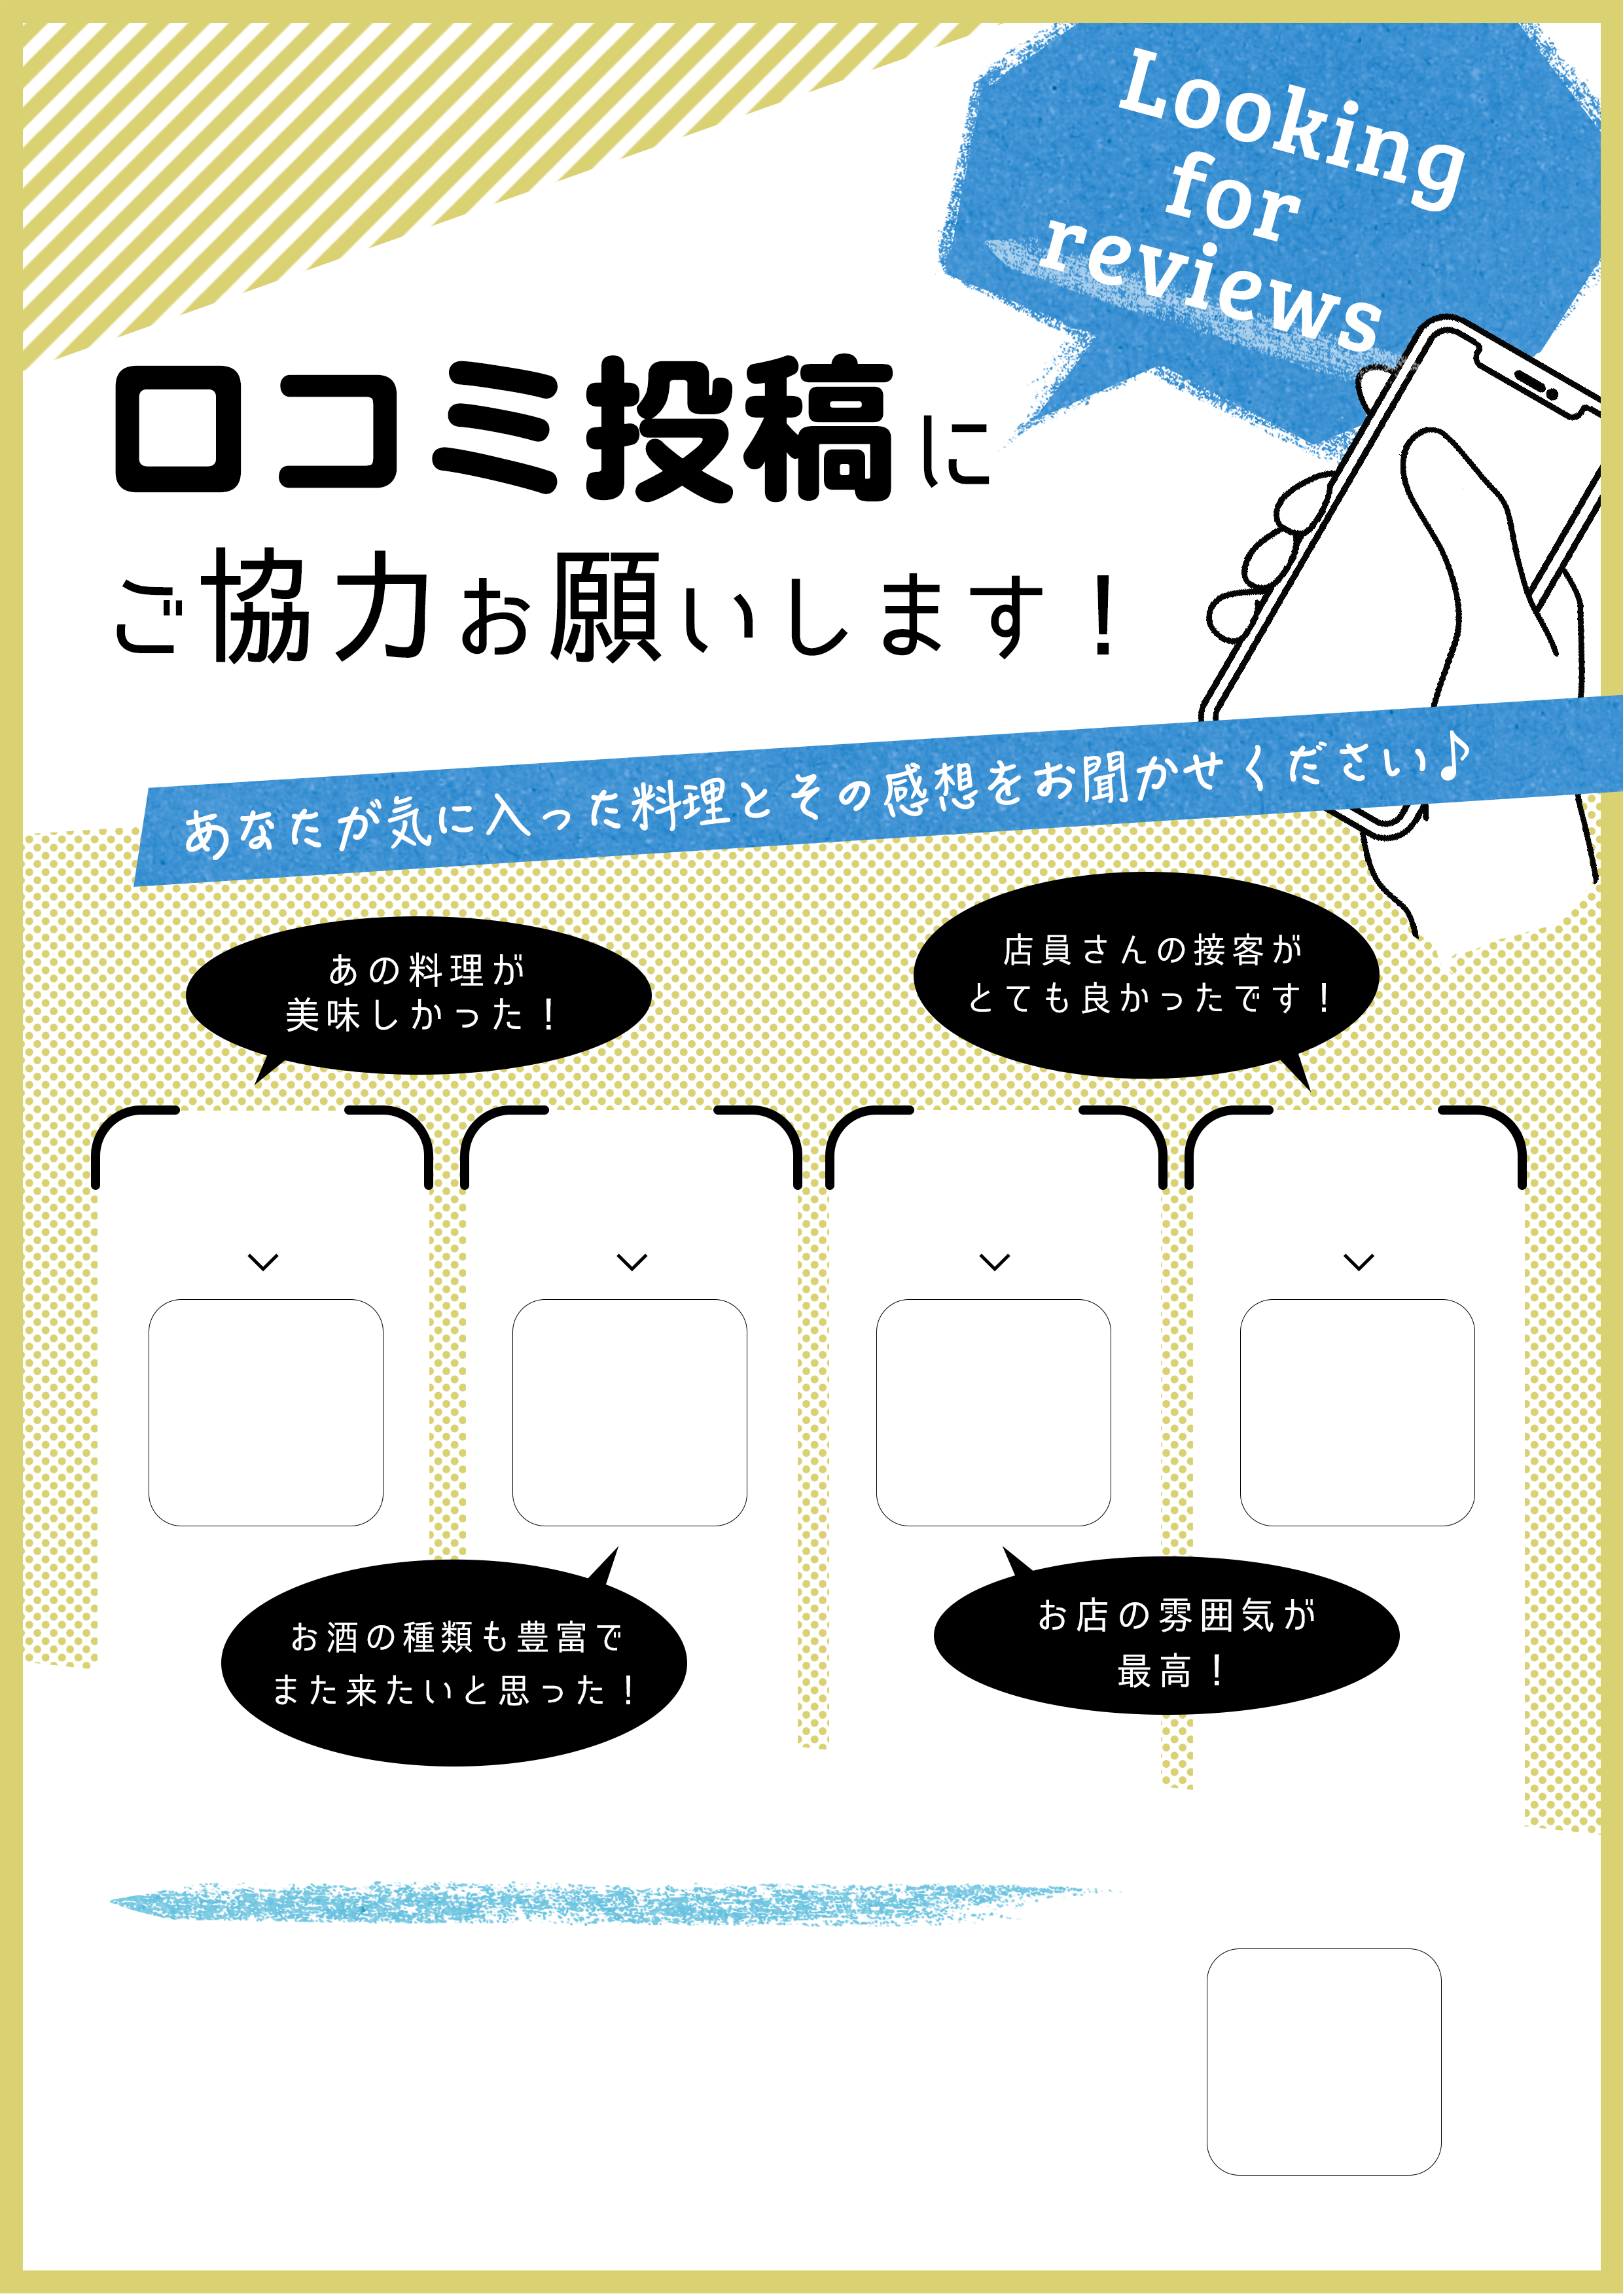 Looking
for
reviews
口コミ投稿に
ご協力お願いします！
あなたが気に入った料理とその感想をお聞かせください♪
あの料理が
美味しかった！
店員さんの接客が
とても良かったです！
お酒の種類も豊富で
また来たいと思った！
お店の雰囲気が
最高！